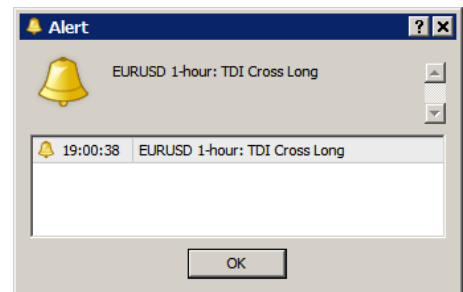 Alert
EURUSD 1-hour: TDI Cross Long
19:00:38 EURUSD 1-hour: TDI Cross Long
OK